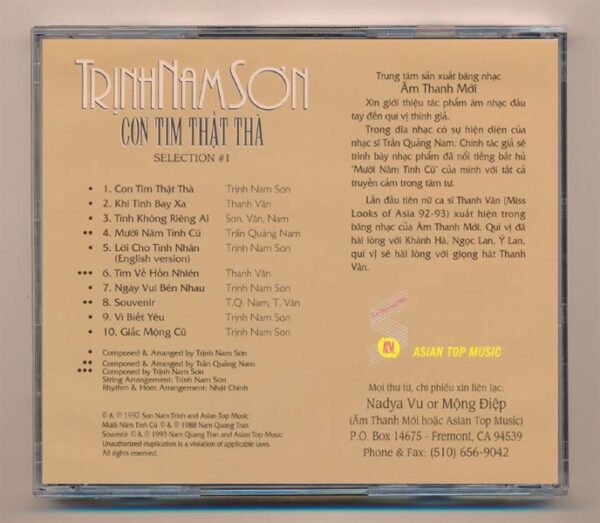 TRỊNH NAM SƠN
CON TIM THẬT THÀ
SELECTION #1
• 1. Con Tim Thật Thà Trịnh Nam Sơn
• 2. Khi Tình Bay Xa Thanh Vân
• 3. Tình Không Riêng Ai Sơn, Vân, Nam
•• 4. Mười Năm Tình Cũ Trần Quảng Nam
• 5. Lời Cho Tình Nhân Trịnh Nam Sơn
(English version)
••• 6. Tìm Về Hồn Nhiên Thanh Vân
• 7. Ngày Vui Bên Nhau Trịnh Nam Sơn
•• 8. Souvenir T.Q. Nam, T. Vân
• 9. Vì Biết Yêu Trịnh Nam Sơn
• 10. Giấc Mộng Cũ Trịnh Nam Sơn
• Composed & Arranged by Trịnh Nam Sơn
•• Composed & Arranged by Trần Quảng Nam
••• Composed by Trịnh Nam Sơn
String Arrangement: Trịnh Nam Sơn
Rhythm & Horn Arrangement: Nhật Chính
© & ℗ 1993 Son Nam Trinh and Asian Top Music
Mười Năm Tình Cũ © & ℗ 1988 Nam Quang Tran
Souvenir © & ℗ 1993 Nam Quang Tran and Asian Top Music
Unauthorized duplication is a violation of applicable laws.
All rights reserved.
Trung tâm sản xuất băng nhạc
Âm Thanh Mới
Xin giới thiệu tác phẩm âm nhạc đầu
tay đến quí vị thính giả.
Trong dĩa nhạc có sự hiện diện của
nhạc sĩ Trần Quảng Nam. Chính tác giả sẽ
trình bày nhạc phẩm đã nổi tiếng bất hủ
'Mười Năm Tình Cũ' của mình với tất cả
truyền cảm trong tâm tư.
Lần đầu tiên nữ ca sĩ Thanh Vân (Miss
Looks of Asia 92-93) xuất hiện trong
băng nhạc của Âm Thanh Mới. Quí vị đã
hài lòng với Khánh Hà, Ngọc Lan, Ý Lan,
quí vị sẽ hài lòng với giọng hát Thanh
Vân.
Âm Thanh Mới
ASIAN TOP MUSIC
Mọi thư từ, chi phiếu xin liên lạc:
Nadya Vu or Mộng Điệp
(Âm Thanh Mới hoặc Asian Top Music)
P.O. Box 14675 - Fremont, CA 94539
Phone & Fax: (510) 656-9042